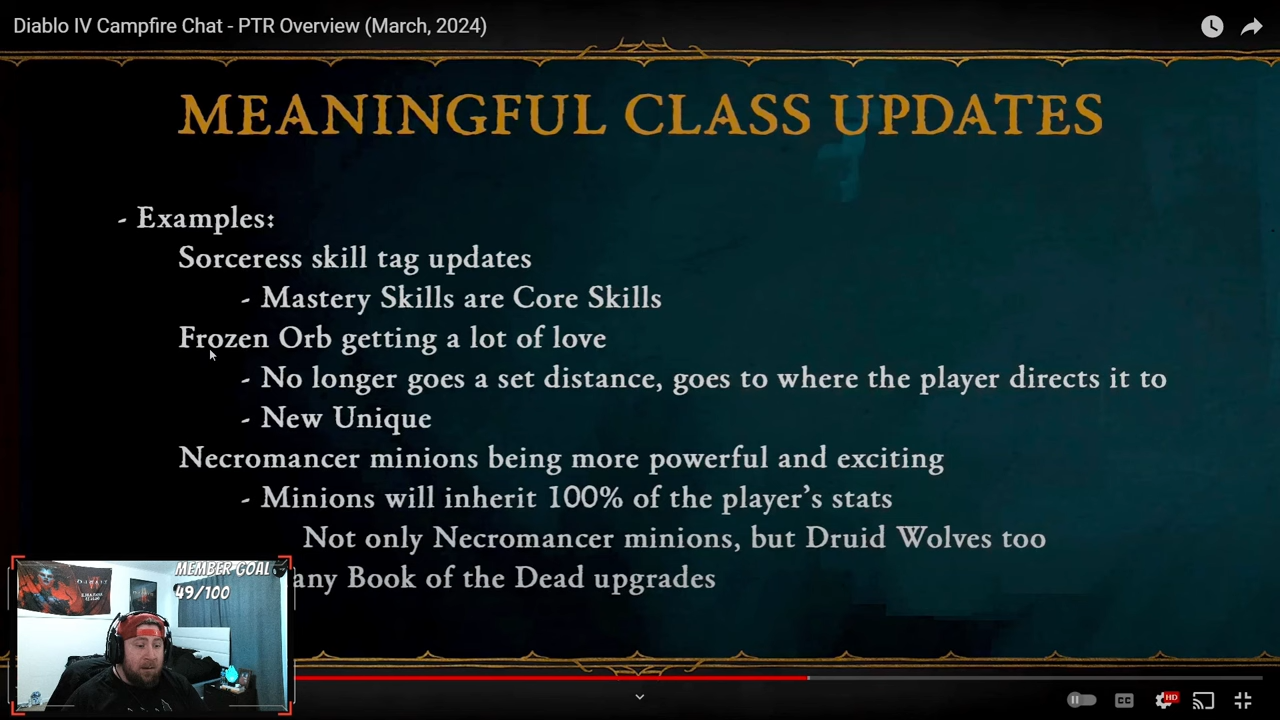 Diablo IV Campfire Chat - PTR Overview (March, 2024)
MEANINGFUL CLASS UPDATES
- Examples:
Sorceress skill tag updates
- Mastery Skills are Core Skills
Frozen Orb getting a lot of love
- No longer goes a set distance, goes to where the player directs it to
- New Unique
Necromancer minions being more powerful and exciting
- Minions will inherit 100% of the player's stats
Not only Necromancer minions, but Druid Wolves too
any Book of the Dead upgrades
MEMBER GOAL
49/100
CC
HD